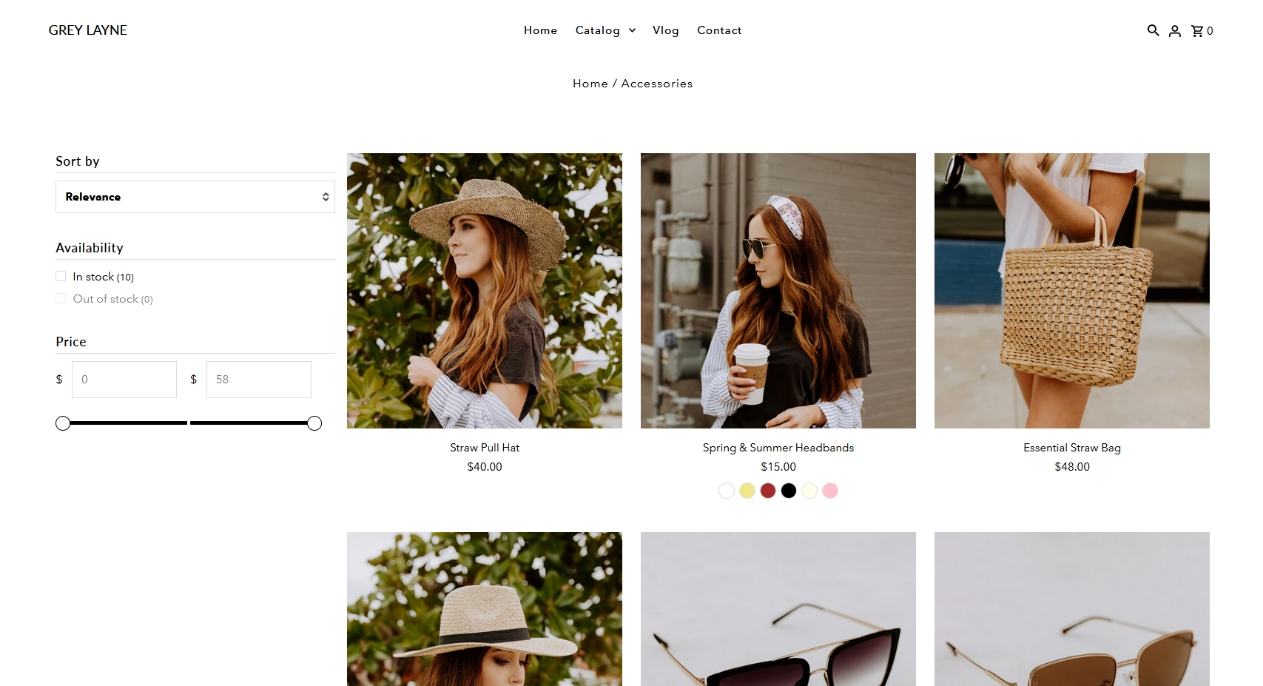 GREY LAYNE
Home Catalog Vlog Contact
0
Home / Accessories
Sort by
Relevance
Availability
In stock (10)
Out of stock (0)
Price
$ 0 $ 58
Straw Pull Hat
$40.00
Spring & Summer Headbands
$15.00
Essential Straw Bag
$48.00